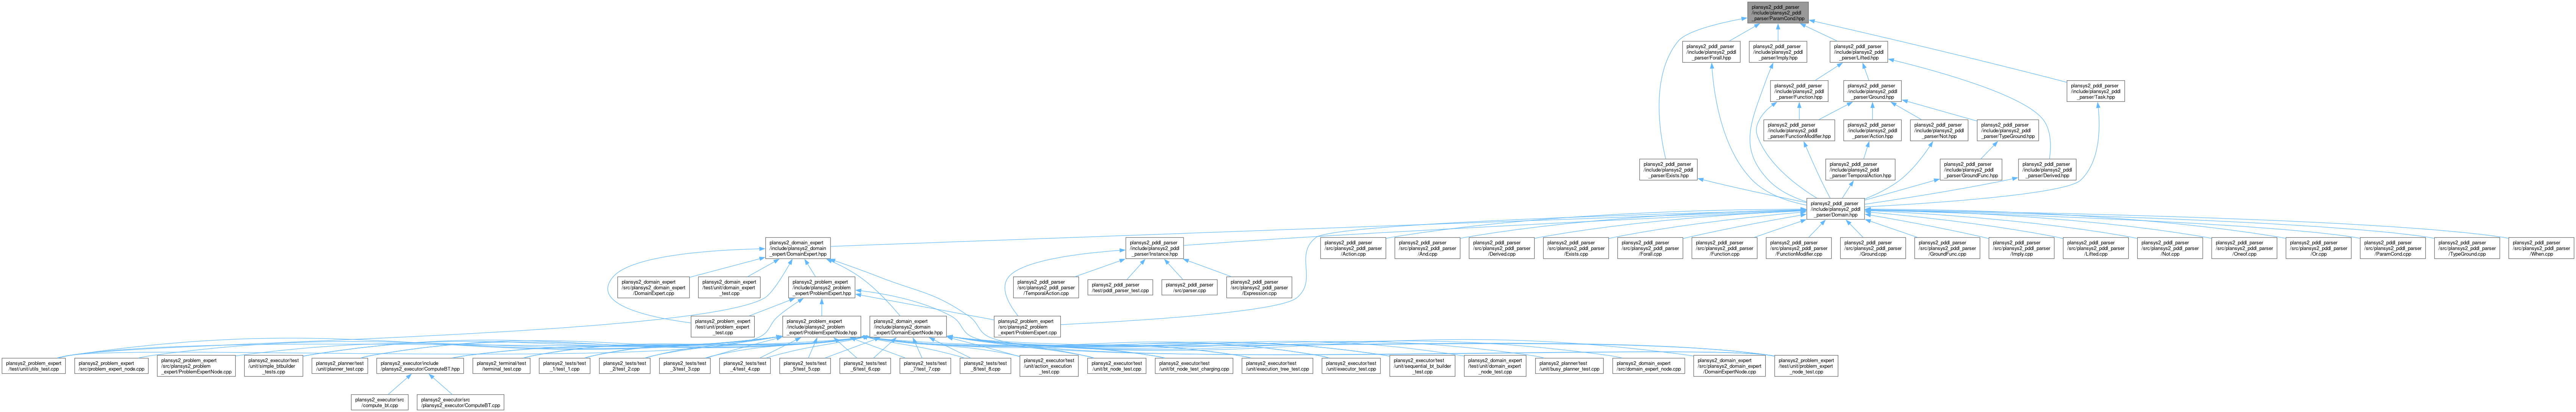 plansys2_pddl_parser
/include/plansys2_pddl
_parser/ParamCond.hpp
plansys2_pddl_parser
/include/plansys2_pddl
_parser/Forall.hpp
plansys2_pddl_parser
/include/plansys2_pddl
_parser/Imply.hpp
plansys2_pddl_parser
/include/plansys2_pddl
_parser/Lifted.hpp
plansys2_pddl_parser
/include/plansys2_pddl
_parser/Function.hpp
plansys2_pddl_parser
/include/plansys2_pddl
_parser/Ground.hpp
plansys2_pddl_parser
/include/plansys2_pddl
_parser/Task.hpp
plansys2_pddl_parser
/include/plansys2_pddl
_parser/FunctionModifier.hpp
plansys2_pddl_parser
/include/plansys2_pddl
_parser/Action.hpp
plansys2_pddl_parser
/include/plansys2_pddl
_parser/Not.hpp
plansys2_pddl_parser
/include/plansys2_pddl
_parser/TypeGround.hpp
plansys2_pddl_parser
/include/plansys2_pddl
_parser/Exists.hpp
plansys2_pddl_parser
/include/plansys2_pddl
_parser/TemporalAction.hpp
plansys2_pddl_parser
/include/plansys2_pddl
_parser/GroundFunc.hpp
plansys2_pddl_parser
/include/plansys2_pddl
_parser/Derived.hpp
plansys2_pddl_parser
/include/plansys2_pddl
_parser/Domain.hpp
plansys2_domain_expert
/include/plansys2_domain
_expert/DomainExpert.hpp
plansys2_pddl_parser
/include/plansys2_pddl
_parser/Instance.hpp
plansys2_pddl_parser
/src/plansys2_pddl_parser
/Action.cpp
plansys2_pddl_parser
/src/plansys2_pddl_parser
/And.cpp
plansys2_pddl_parser
/src/plansys2_pddl_parser
/Derived.cpp
plansys2_pddl_parser
/src/plansys2_pddl_parser
/Exists.cpp
plansys2_pddl_parser
/src/plansys2_pddl_parser
/Forall.cpp
plansys2_pddl_parser
/src/plansys2_pddl_parser
/Function.cpp
plansys2_pddl_parser
/src/plansys2_pddl_parser
/FunctionModifier.cpp
plansys2_pddl_parser
/src/plansys2_pddl_parser
/Ground.cpp
plansys2_pddl_parser
/src/plansys2_pddl_parser
/GroundFunc.cpp
plansys2_pddl_parser
/src/plansys2_pddl_parser
/Imply.cpp
plansys2_pddl_parser
/src/plansys2_pddl_parser
/Lifted.cpp
plansys2_pddl_parser
/src/plansys2_pddl_parser
/Not.cpp
plansys2_pddl_parser
/src/plansys2_pddl_parser
/Oneof.cpp
plansys2_pddl_parser
/src/plansys2_pddl_parser
/Or.cpp
plansys2_pddl_parser
/src/plansys2_pddl_parser
/ParamCond.cpp
plansys2_pddl_parser
/src/plansys2_pddl_parser
/TypeGround.cpp
plansys2_pddl_parser
/src/plansys2_pddl_parser
/When.cpp
plansys2_domain_expert
/src/plansys2_domain_expert
/DomainExpert.cpp
plansys2_domain_expert
/test/unit/domain_expert
_test.cpp
plansys2_problem_expert
/include/plansys2_problem
_expert/ProblemExpert.hpp
plansys2_pddl_parser
/src/plansys2_pddl_parser
/TemporalAction.cpp
plansys2_pddl_parser
/test/pddl_parser_test.cpp
plansys2_pddl_parser
/src/parser.cpp
plansys2_pddl_parser
/src/plansys2_pddl_parser
/Expression.cpp
plansys2_problem_expert
/test/unit/problem_expert
_test.cpp
plansys2_problem_expert
/include/plansys2_problem
_expert/ProblemExpertNode.hpp
plansys2_domain_expert
/include/plansys2_domain
_expert/DomainExpertNode.hpp
plansys2_problem_expert
/src/plansys2_problem
_expert/ProblemExpert.cpp
plansys2_problem_expert
/test/unit/utils_test.cpp
plansys2_problem_expert
/src/problem_expert_node.cpp
plansys2_problem_expert
/src/plansys2_problem
_expert/ProblemExpertNode.cpp
plansys2_executor/test
/unit/simple_btbuilder
_tests.cpp
plansys2_planner/test
/unit/planner_test.cpp
plansys2_executor/include
/plansys2_executor/ComputeBT.hpp
plansys2_terminal/test
/terminal_test.cpp
plansys2_tests/test
_1/test_1.cpp
plansys2_tests/test
_2/test_2.cpp
plansys2_tests/test
_3/test_3.cpp
plansys2_tests/test
_4/test_4.cpp
plansys2_tests/test
_5/test_5.cpp
plansys2_tests/test
_6/test_6.cpp
plansys2_tests/test
_7/test_7.cpp
plansys2_tests/test
_8/test_8.cpp
plansys2_executor/test
/unit/action_execution
_test.cpp
plansys2_executor/test
/unit/bt_node_test.cpp
plansys2_executor/test
/unit/bt_node_test_charging.cpp
plansys2_executor/test
/unit/execution_tree_test.cpp
plansys2_executor/test
/unit/executor_test.cpp
plansys2_executor/test
/unit/sequential_bt_builder
_test.cpp
plansys2_domain_expert
/test/unit/domain_expert
_node_test.cpp
plansys2_planner/test
/unit/busy_planner_test.cpp
plansys2_domain_expert
/src/domain_expert_node.cpp
plansys2_domain_expert
/src/plansys2_domain_expert
/DomainExpertNode.cpp
plansys2_problem_expert
/test/unit/problem_expert
_node_test.cpp
plansys2_executor/src
/compute_bt.cpp
plansys2_executor/src
/plansys2_executor/ComputeBT.cpp